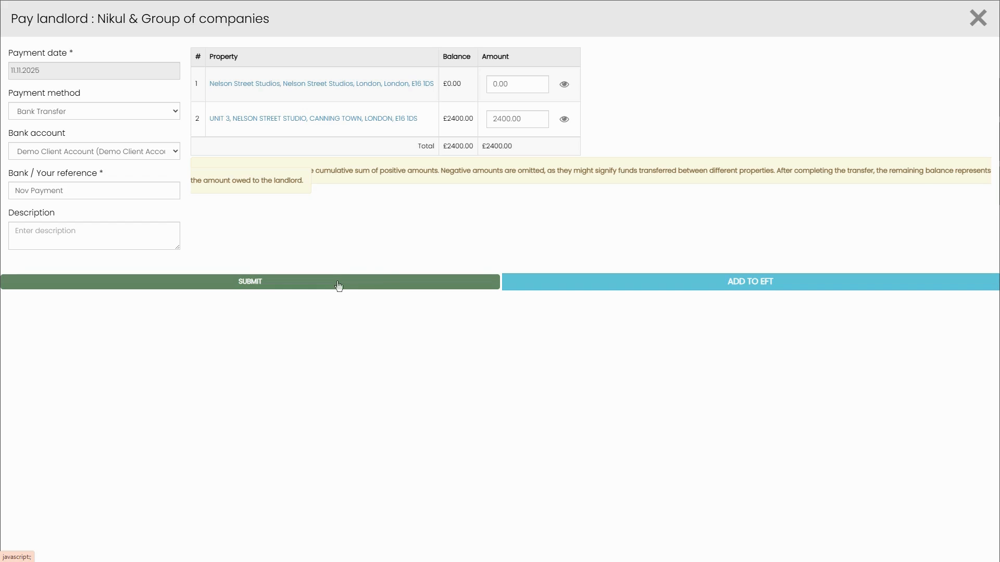 Pay landlord : Nikul & Group of companies
Payment date *
11.11.2025
Payment method
Bank Transfer
Bank account
Demo Client Account (Demo Client Accou
Bank / Your reference *
Nov Payment
Description
Enter description
# Property Balance Amount
1 Nelson Street Studios, Nelson Street Studios, London, London, E16 1DS £0.00 0.00
2 UNIT 3, NELSON STREET STUDIO, CANNING TOWN, LONDON, E16 1DS £2400.00 2400.00
Total £2400.00 £2400.00
cumulative sum of positive amounts. Negative amounts are omitted, as they might signify funds transferred between different properties. After completing the transfer, the remaining balance represents
the amount owed to the landlord.
SUBMIT
ADD TO EFT
javascript:;